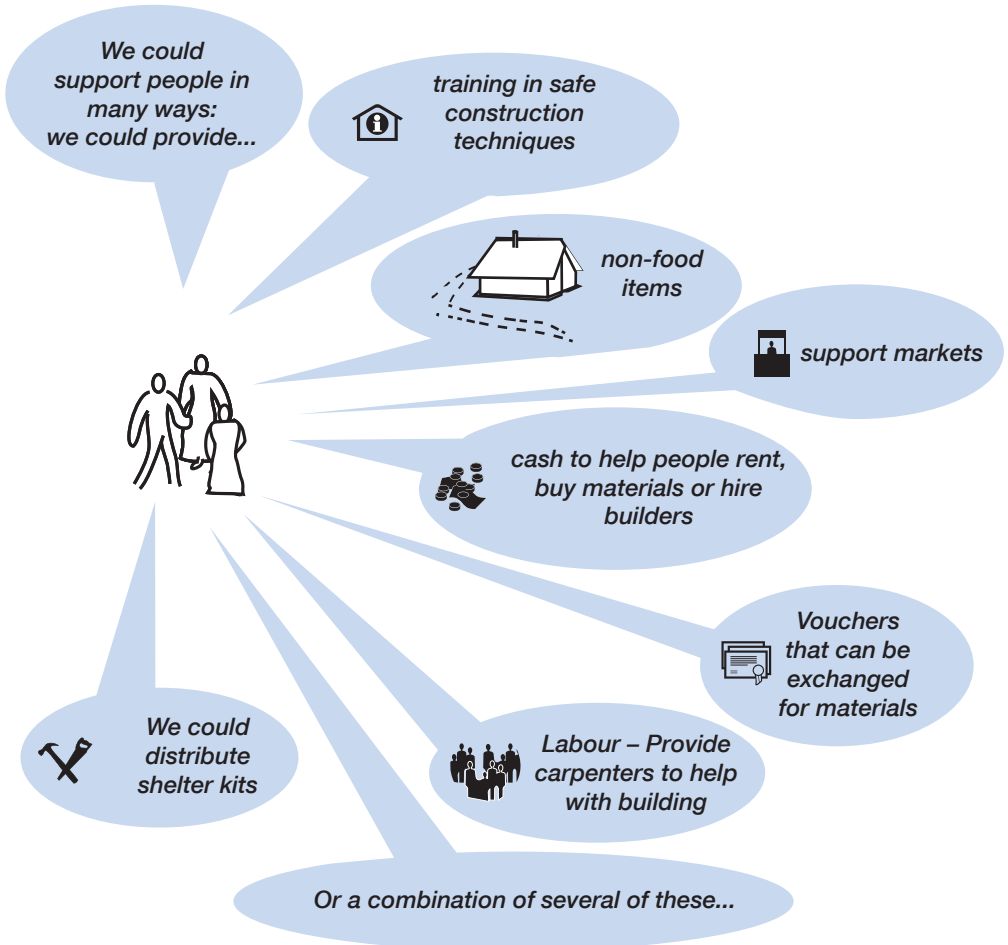 We could
support people in
many ways:
we could provide...
training in safe
construction
techniques
non-food
items
support markets
cash to help people rent,
buy materials or hire
builders
Vouchers
that can be
exchanged
for materials
Labour – Provide
carpenters to help
with building
We could
distribute
shelter kits
Or a combination of several of these...